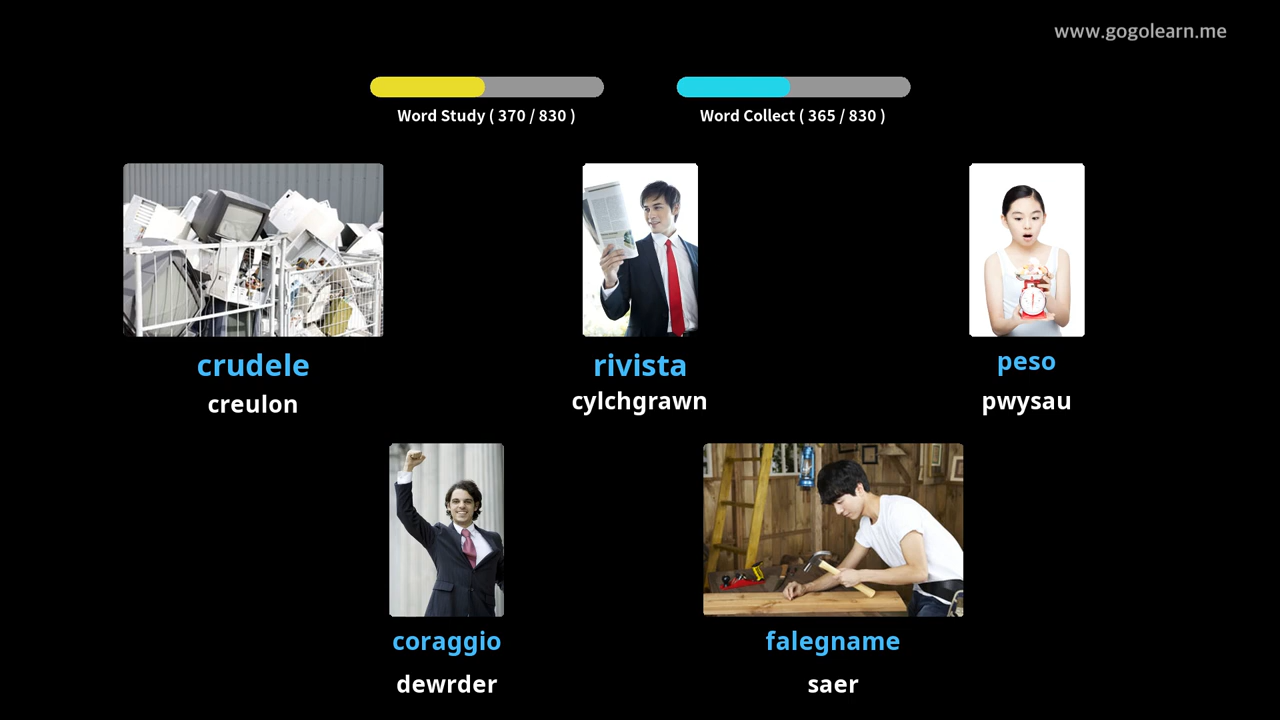 www.gogolearn.me
Word Study ( 370 / 830 )
Word Collect ( 365 / 830 )
crudele
creulon
rivista
cylchgrawn
peso
pwysau
coraggio
dewrder
falegname
saer